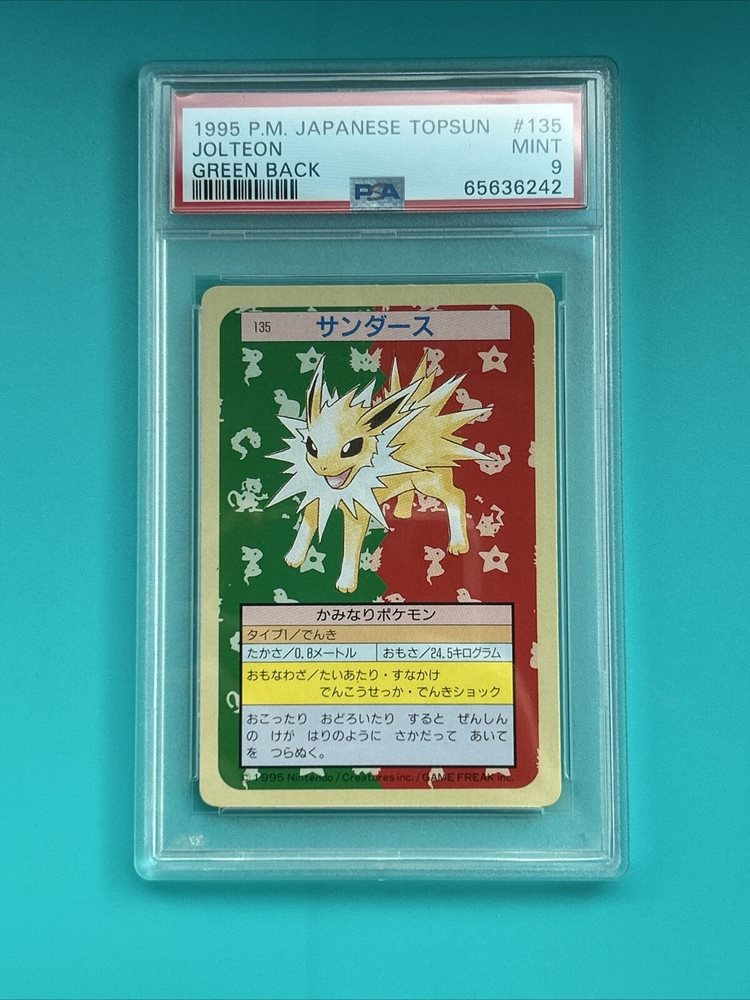 1995 P.M. JAPANESE TOPSUN #135
JOLTEON MINT
GREEN BACK 9
PSA 65636242
135 サンダース
かみなりポケモン
タイプ1/でんき
たかさ/0.8メートル おもさ/24.5キログラム
おもなわざ/たいあたり・すなかけ
でんこうせっか・でんきショック
おこったり おどろいたり すると ぜんしん
の けが はりのように さかだって あいて
を つらぬく。
© 1995 Nintendo/Creatures inc./GAME FREAK inc.